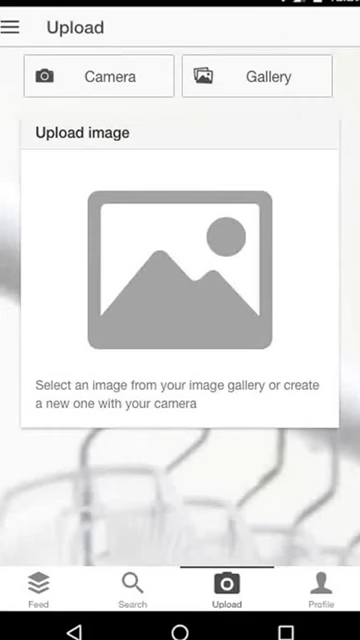 Upload
Camera
Gallery
Upload image
Select an image from your image gallery or create
a new one with your camera
Feed
Search
Upload
Profile